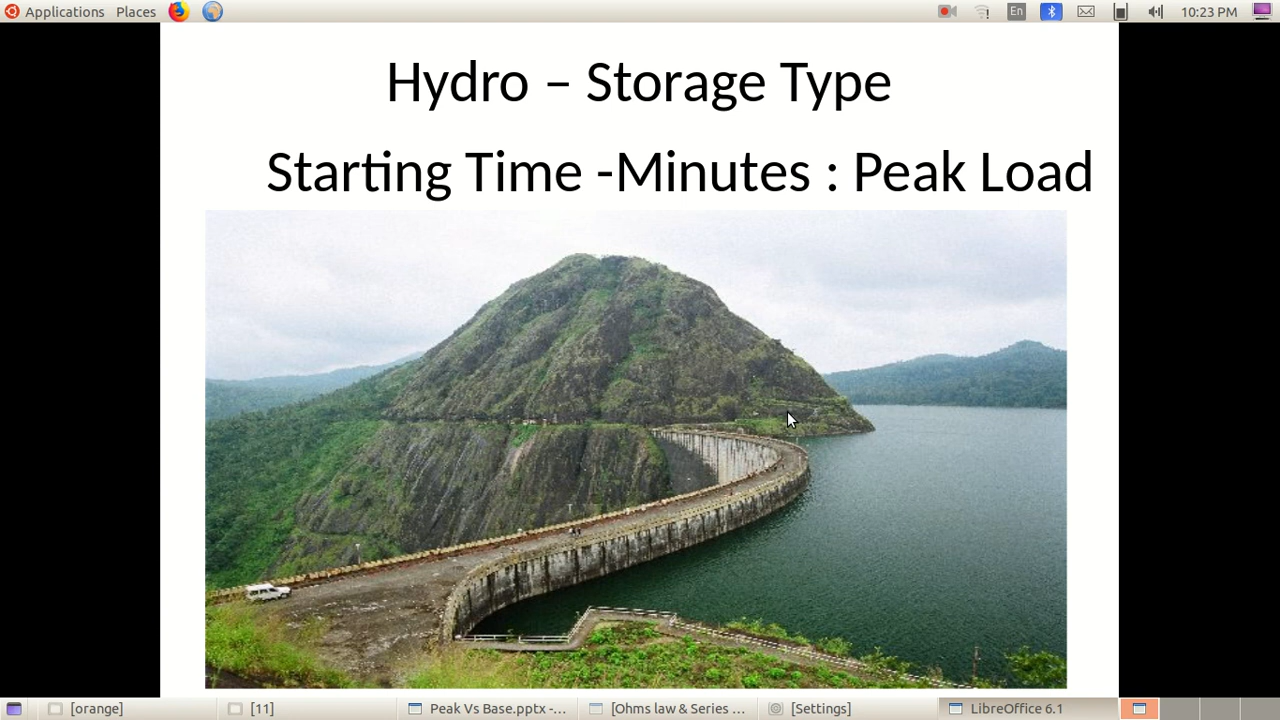 Applications Places En 10:23 PM
Hydro – Storage Type
Starting Time -Minutes : Peak Load
[orange] [11] Peak Vs Base.pptx -... [Ohms law & Series ... [Settings] LibreOffice 6.1